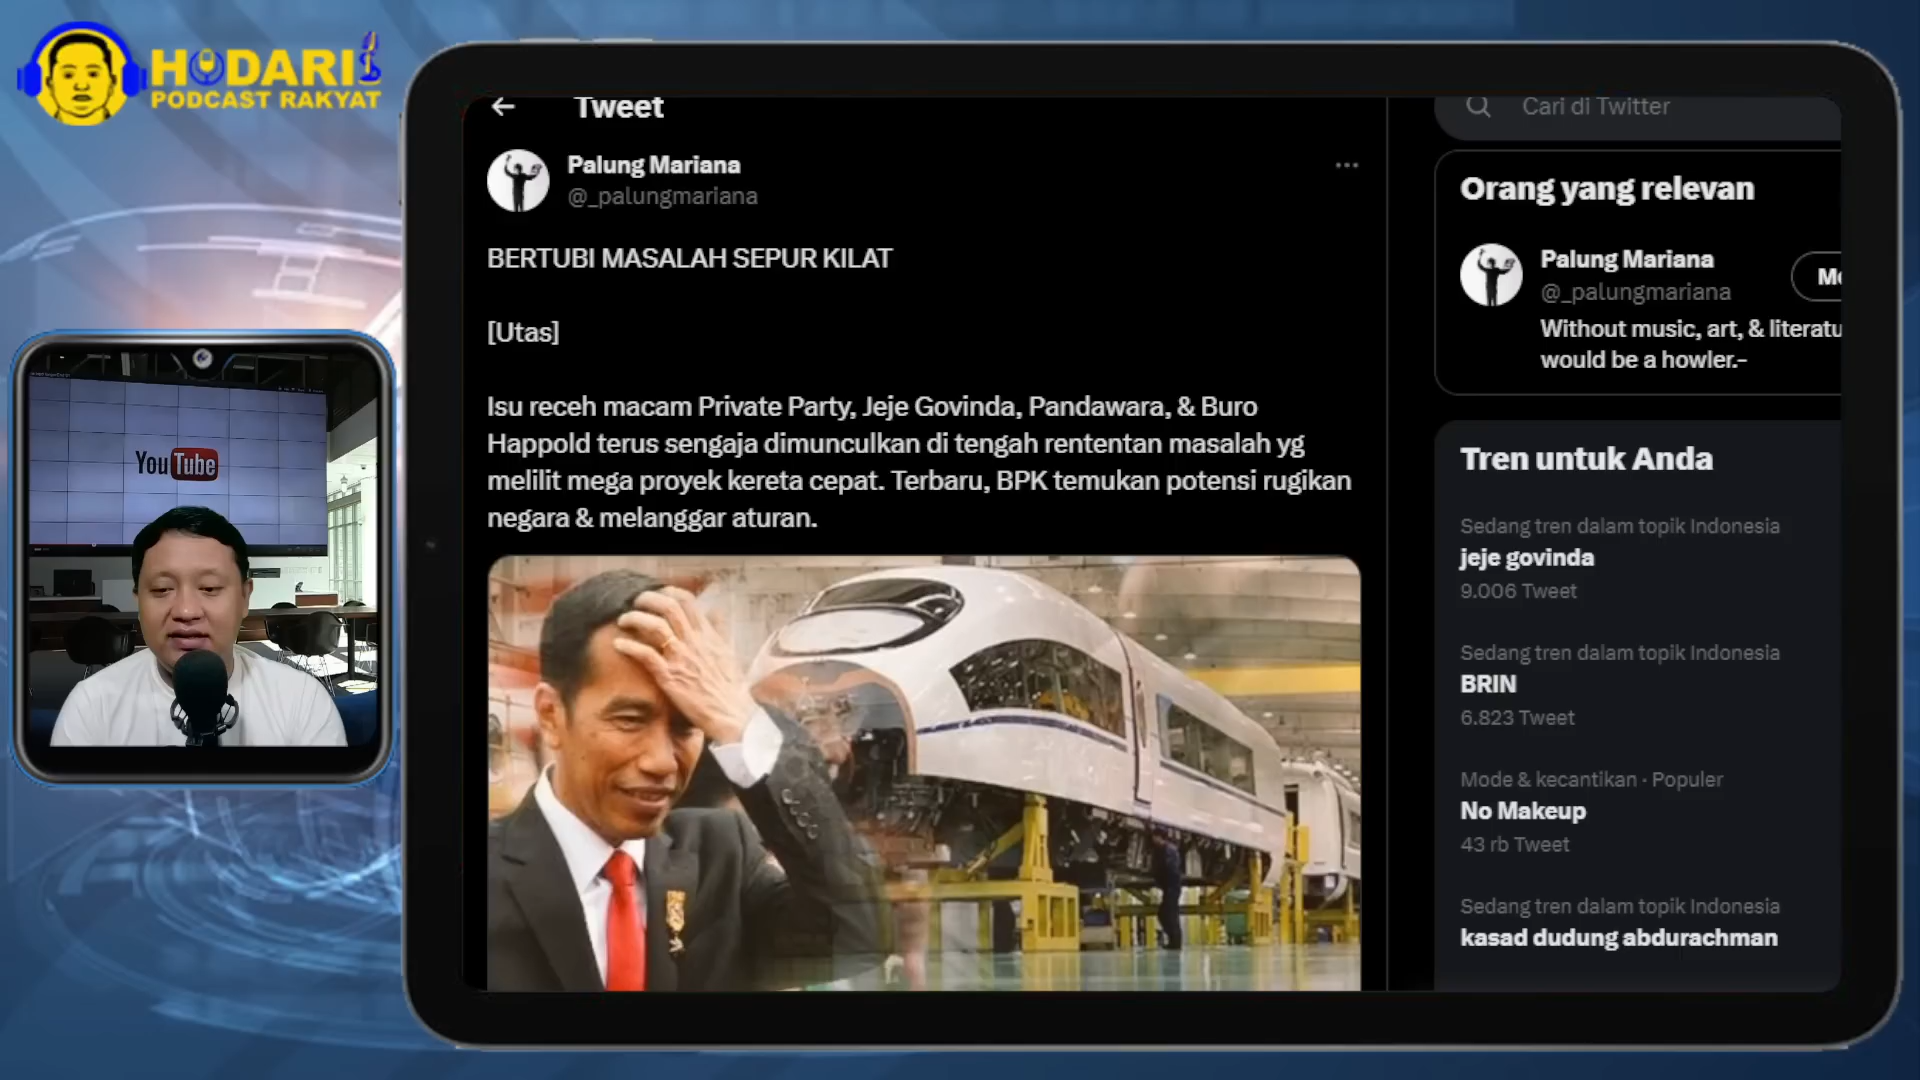 HODARI
PODCAST RAKYAT
YouTube
Tweet
Palung Mariana
@_palungmariana
BERTUBI MASALAH SEPUR KILAT
[Utas]
Isu receh macam Private Party, Jeje Govinda, Pandawara, & Buro
Happold terus sengaja dimunculkan di tengah rententan masalah yg
melilit mega proyek kereta cepat. Terbaru, BPK temukan potensi rugikan
negara & melanggar aturan.
Cari di Twitter
Orang yang relevan
Palung Mariana
@_palungmariana
Without music, art, & literatu
would be a howler.-
Tren untuk Anda
Sedang tren dalam topik Indonesia
jeje govinda
9.006 Tweet
Sedang tren dalam topik Indonesia
BRIN
6.823 Tweet
Mode & kecantikan · Populer
No Makeup
43 rb Tweet
Sedang tren dalam topik Indonesia
kasad dudung abdurachman